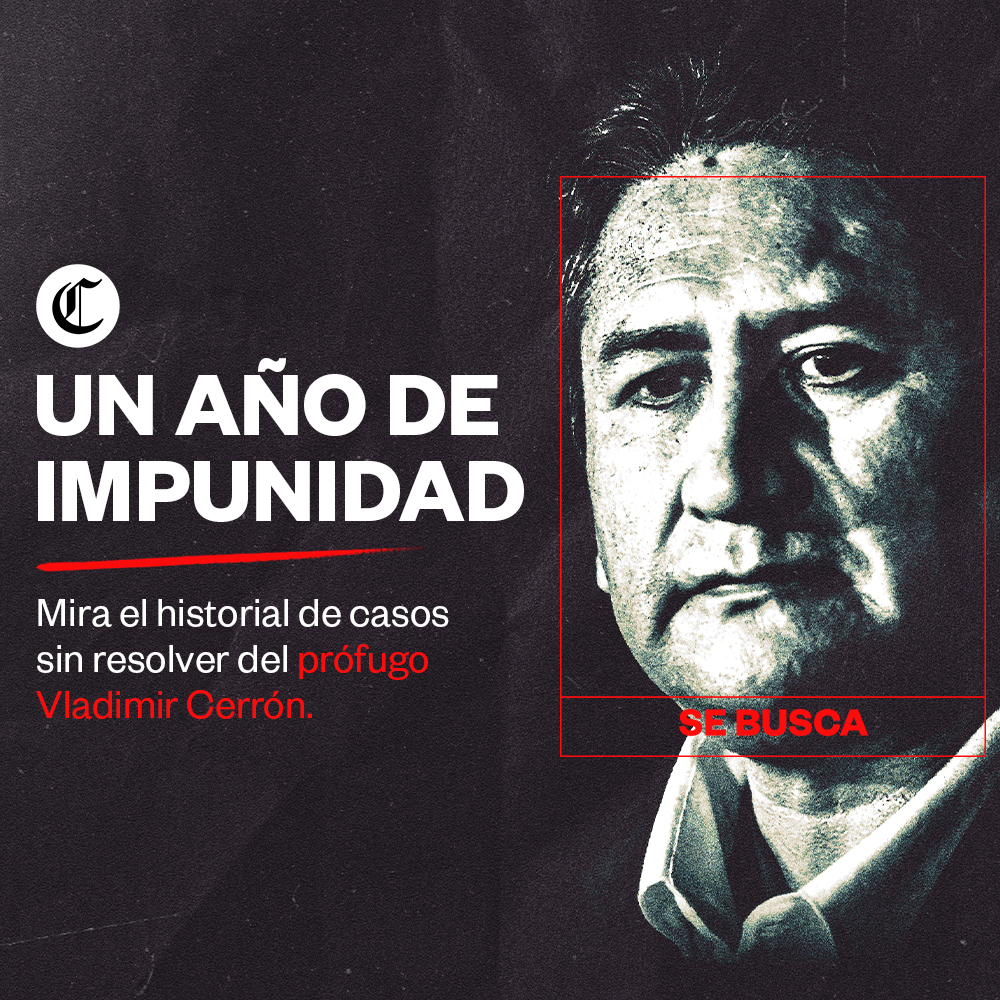 C
UN AÑO DE
IMPUNIDAD
Mira el historial de casos
sin resolver del prófugo
Vladimir Cerrón.
SE BUSCA